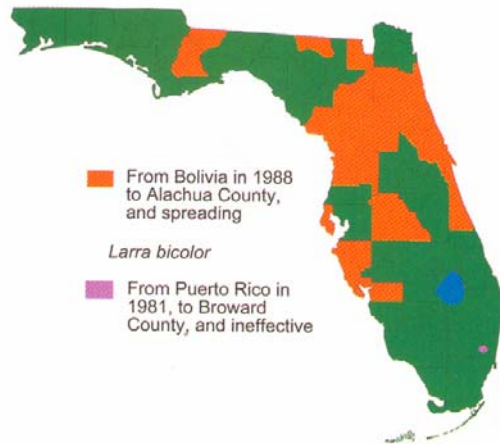 From Bolivia in 1988
to Alachua County,
and spreading
Larra bicolor
From Puerto Rico in
1981, to Broward
County, and ineffective